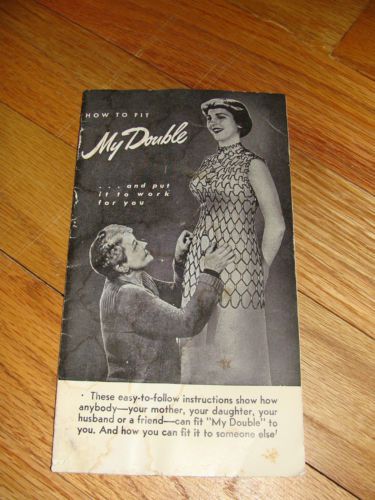 HOW TO FIT
My Double
. . . and put
it to work
for you
· These easy-to-follow instructions show how
anybody—your mother, your daughter, your
husband or a friend—can fit "My Double" to
you. And how you can fit it to someone else!